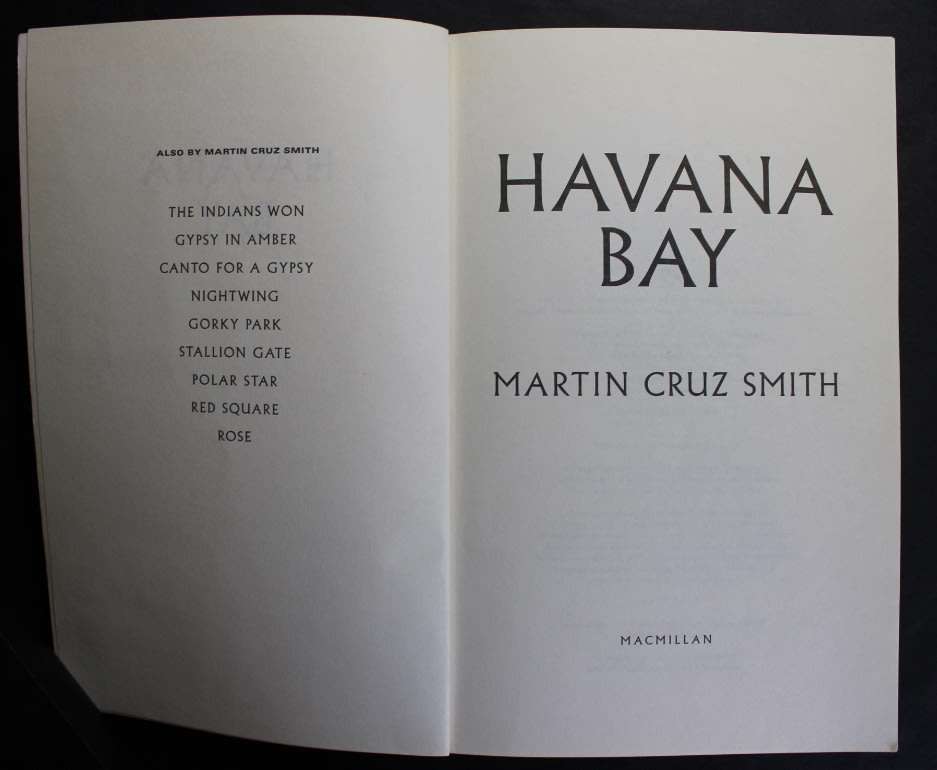 ALSO BY MARTIN CRUZ SMITH
THE INDIANS WON
GYPSY IN AMBER
CANTO FOR A GYPSY
NIGHTWING
GORKY PARK
STALLION GATE
POLAR STAR
RED SQUARE
ROSE
HAVANA
BAY
MARTIN CRUZ SMITH
MACMILLAN